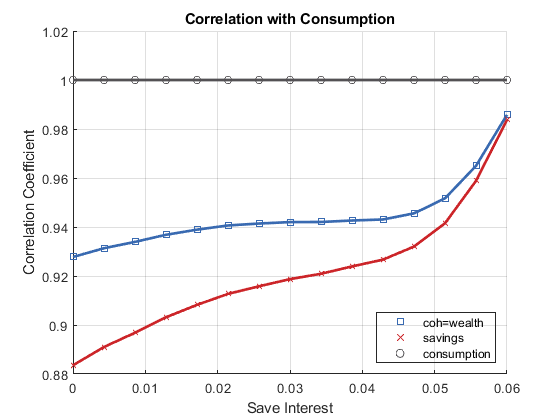 Correlation with Consumption
1.02
1
0.98
0.96
0.94
0.92
0.9
0.88
Correlation Coefficient
coh=wealth
savings
consumption
0
0.01
0.02
0.03
0.04
0.05
0.06
Save Interest